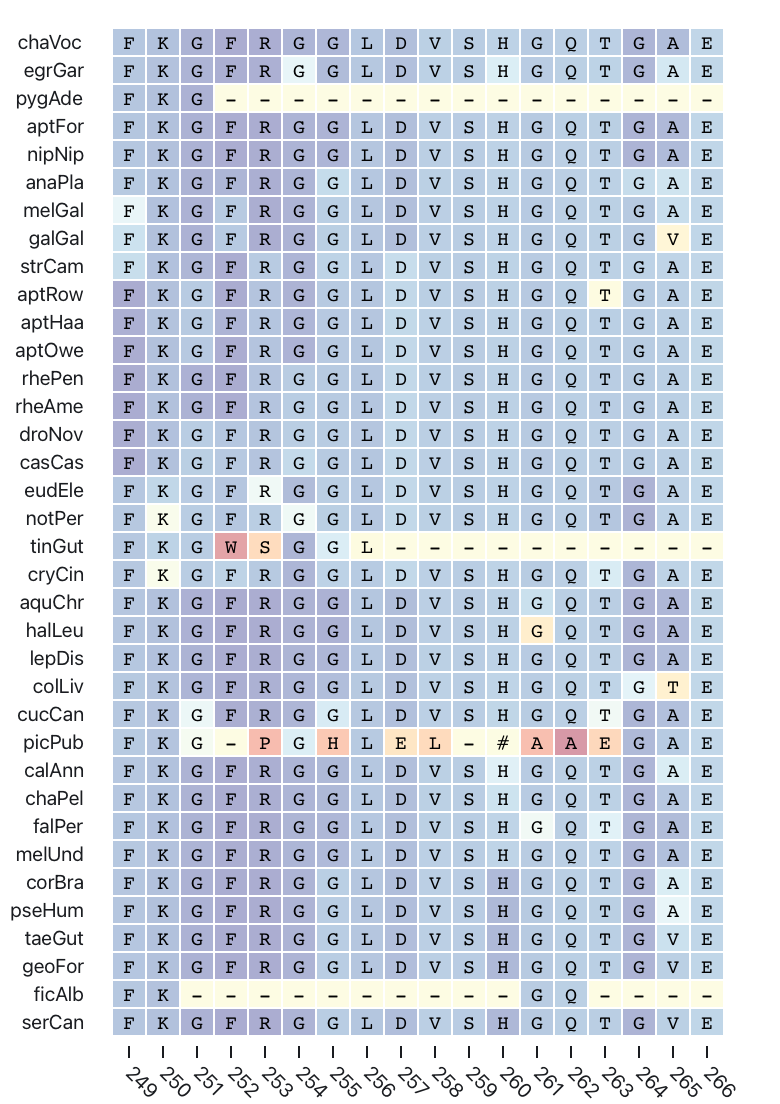 chaVoc F K G F R G G L D V S H G Q T G A E
egrGar F K G F R G G L D V S H G Q T G A E
pygAde F K G - - - - - - - - - - - - - - -
aptFor F K G F R G G L D V S H G Q T G A E
nipNip F K G F R G G L D V S H G Q T G A E
anaPla F K G F R G G L D V S H G Q T G A E
melGal F K G F R G G L D V S H G Q T G A E
galGal F K G F R G G L D V S H G Q T G V E
strCam F K G F R G G L D V S H G Q T G A E
aptRow F K G F R G G L D V S H G Q T G A E
aptHaa F K G F R G G L D V S H G Q T G A E
aptOwe F K G F R G G L D V S H G Q T G A E
rhePen F K G F R G G L D V S H G Q T G A E
rheAme F K G F R G G L D V S H G Q T G A E
droNov F K G F R G G L D V S H G Q T G A E
casCas F K G F R G G L D V S H G Q T G A E
eudEle F K G F R G G L D V S H G Q T G A E
notPer F K G F R G G L D V S H G Q T G A E
tinGut F K G W S G G L - - - - - - - - - -
cryCin F K G F R G G L D V S H G Q T G A E
aquChr F K G F R G G L D V S H G Q T G A E
halLeu F K G F R G G L D V S H G Q T G A E
lepDis F K G F R G G L D V S H G Q T G A E
colLiv F K G F R G G L D V S H G Q T G T E
cucCan F K G F R G G L D V S H G Q T G A E
picPub F K G - P G H L E L - # A A E G A E
calAnn F K G F R G G L D V S H G Q T G A E
chaPel F K G F R G G L D V S H G Q T G A E
falPer F K G F R G G L D V S H G Q T G A E
melUnd F K G F R G G L D V S H G Q T G A E
corBra F K G F R G G L D V S H G Q T G A E
pseHum F K G F R G G L D V S H G Q T G A E
taeGut F K G F R G G L D V S H G Q T G V E
geoFor F K G F R G G L D V S H G Q T G V E
ficAlb F K - - - - - - - - - - G Q - - - -
serCan F K G F R G G L D V S H G Q T G V E
249 250 251 252 253 254 255 256 257 258 259 260 261 262 263 264 265 266